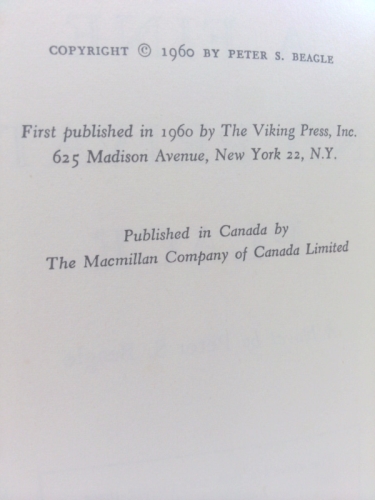 COPYRIGHT © 1960 BY PETER S. BEAGLE
First published in 1960 by The Viking Press, Inc.
625 Madison Avenue, New York 22, N.Y.
Published in Canada by
The Macmillan Company of Canada Limited